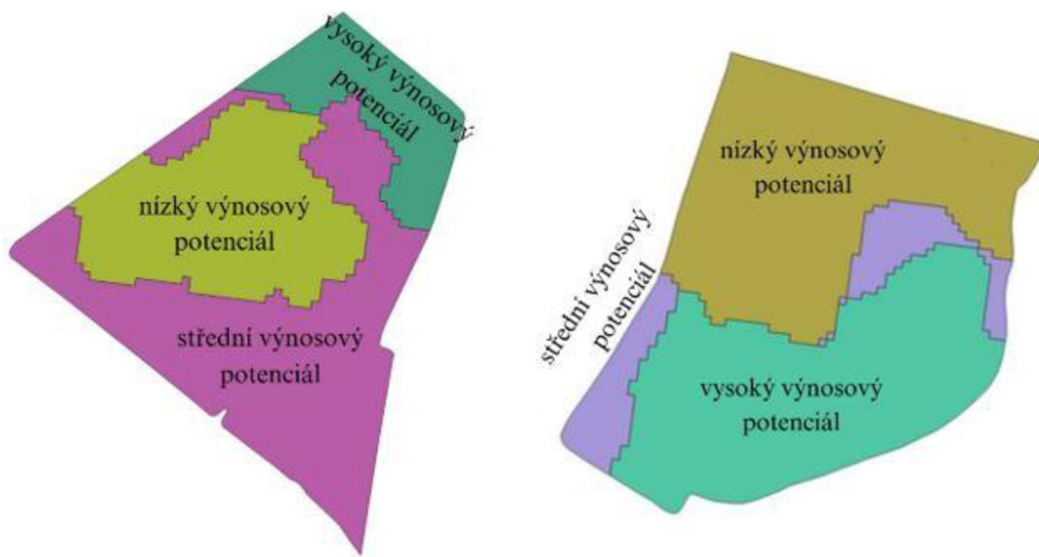 vysoký výnosový
potenciál
nízký výnosový
potenciál
střední výnosový
potenciál
nízký výnosový
potenciál
střední výnosový
potenciál
vysoký výnosový
potenciál